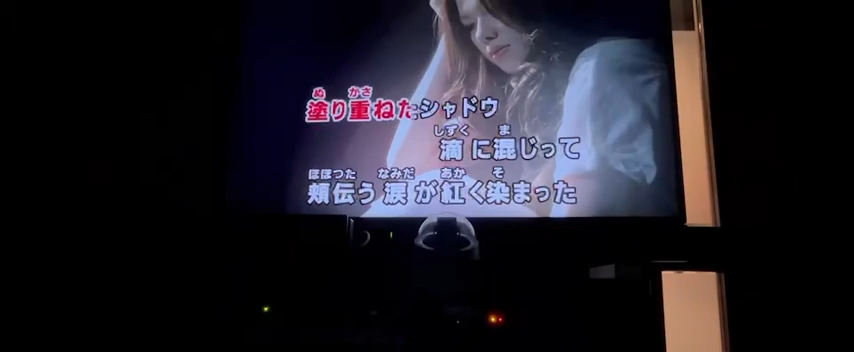 ぬ かさ
塗り重ねたシャドウ
しずく ま
滴に混じって
ほほつた なみだ あか そ
頬伝う涙が紅く染まった